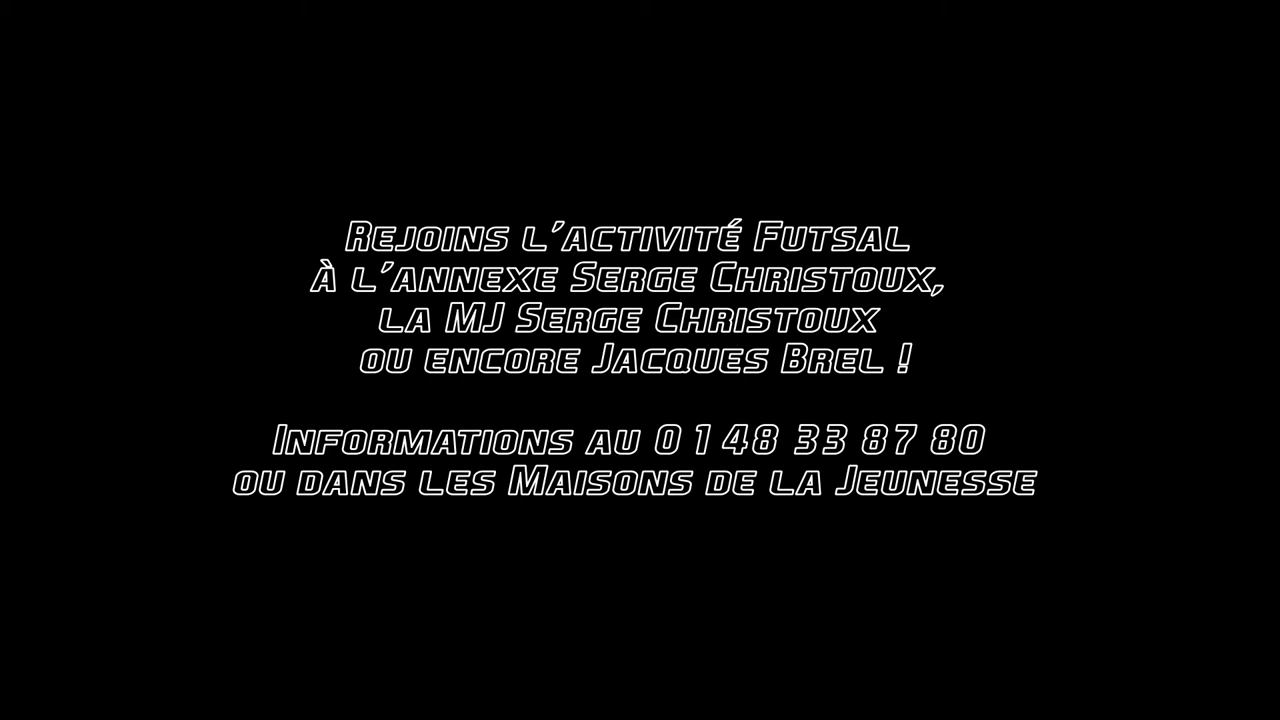 Rejoins l'activité Futsal
à l'annexe Serge Christoux,
la MJ Serge Christoux
ou encore Jacques Brel !
Informations au 01 48 33 87 80
ou dans les Maisons de la Jeunesse